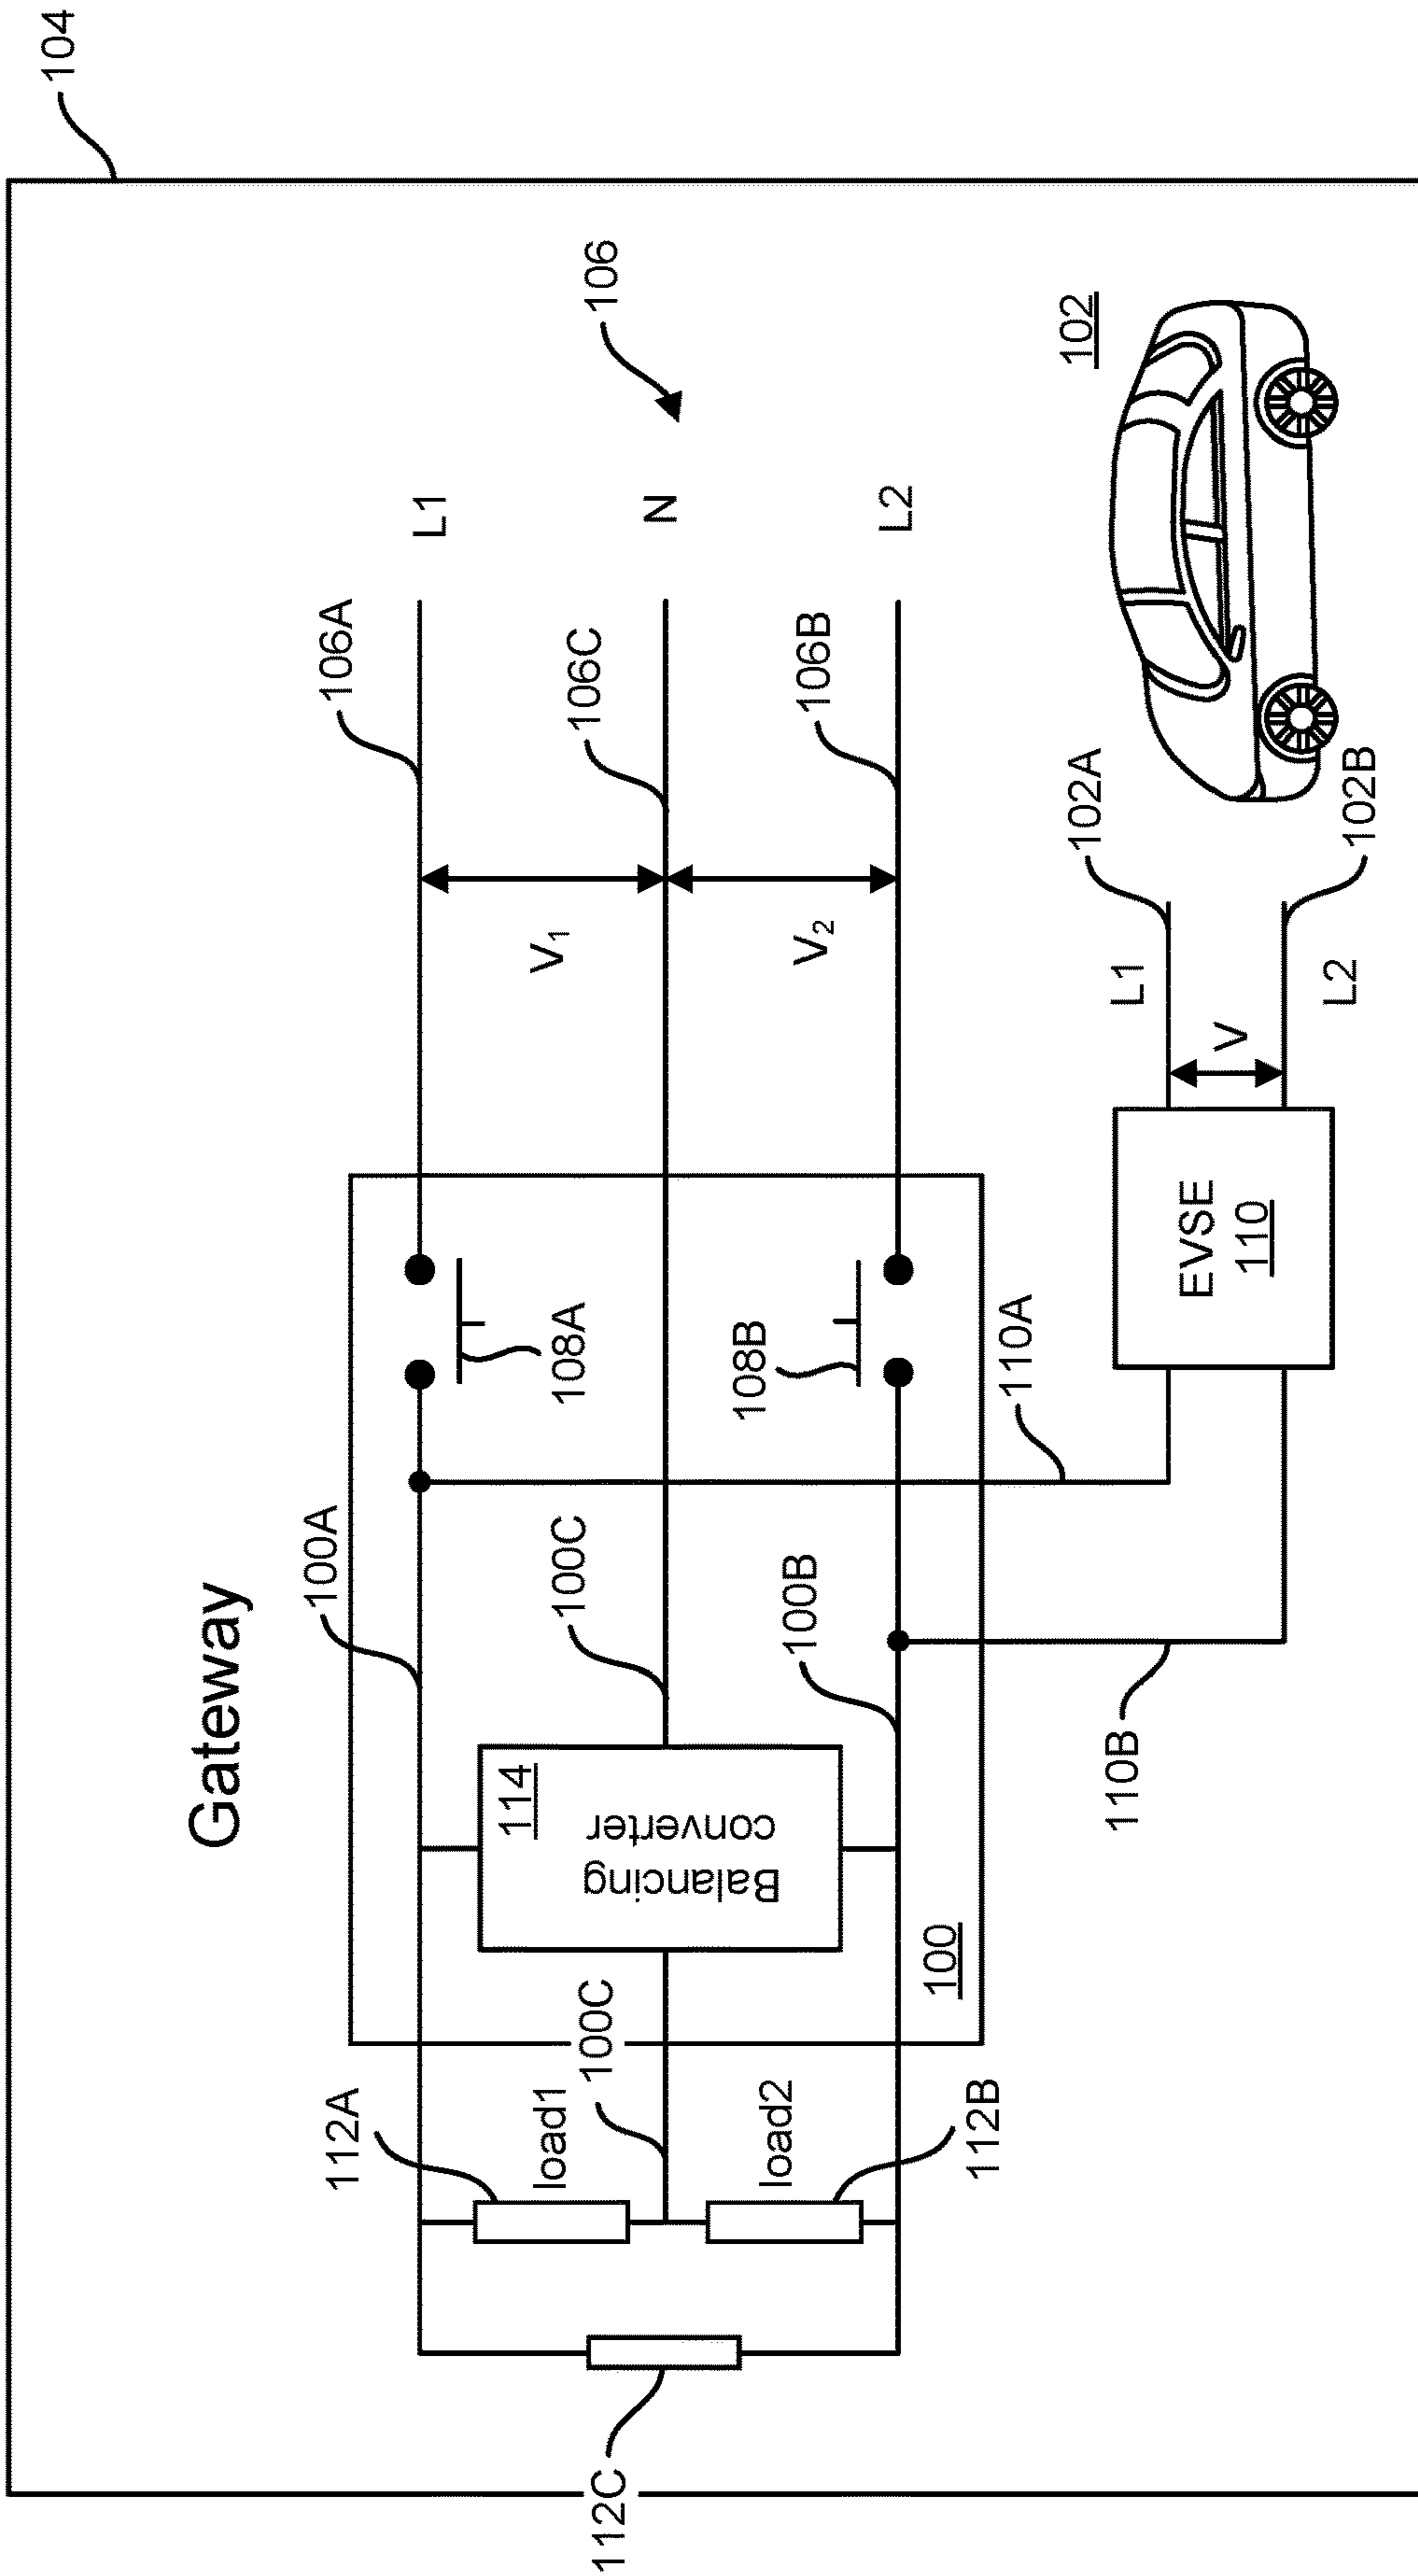 104
Gateway
106
112A
100A
106A
L1
load1
100C
100C
108A
V1
106C
N
112C
114
Balancing
converter
load2
112B
100
100B
108B
V2
106B
L2
110A
110B
EVSE
110
L1
V
L2
102A
102B
102